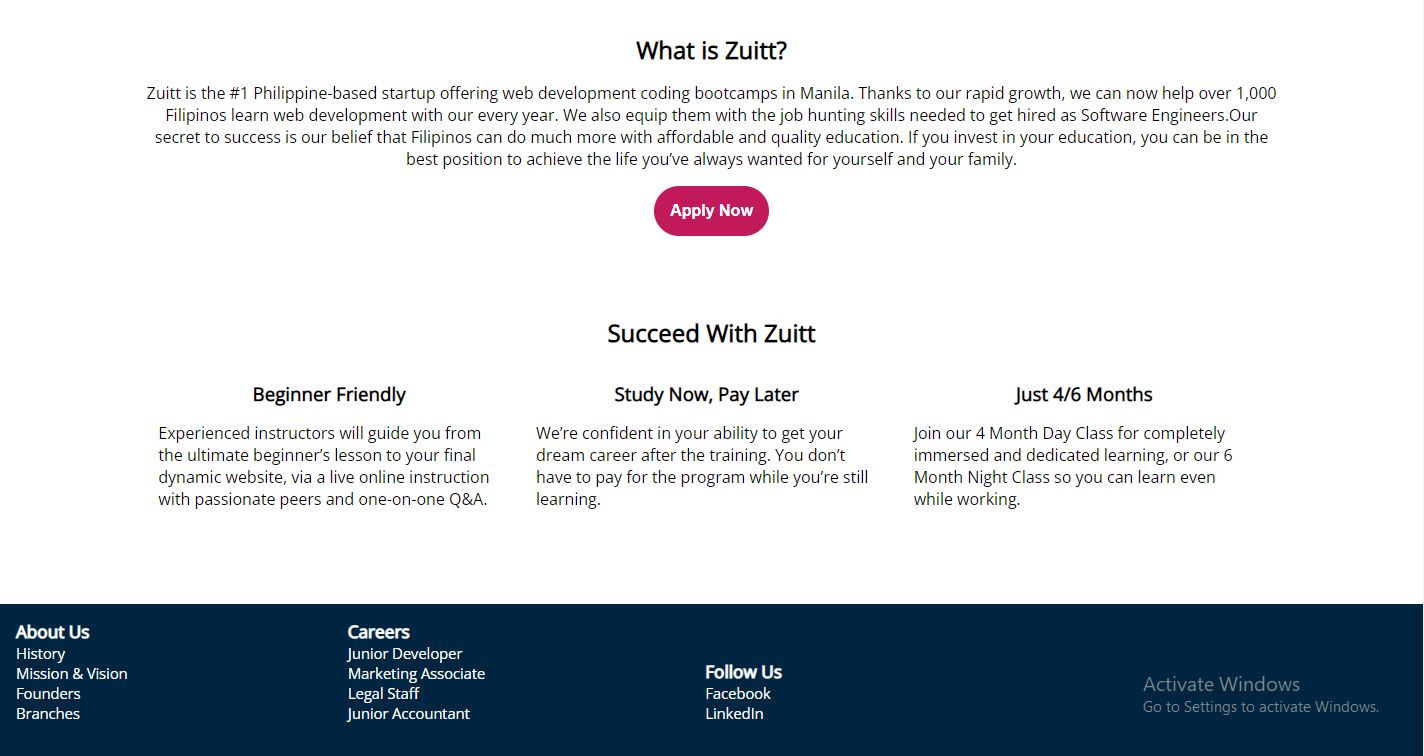 What is Zuitt?
Zuitt is the #1 Philippine-based startup offering web development coding bootcamps in Manila. Thanks to our rapid growth, we can now help over 1,000
Filipinos learn web development with our every year. We also equip them with the job hunting skills needed to get hired as Software Engineers.Our
secret to success is our belief that Filipinos can do much more with affordable and quality education. If you invest in your education, you can be in the
best position to achieve the life you’ve always wanted for yourself and your family.
Apply Now
Succeed With Zuitt
Beginner Friendly
Experienced instructors will guide you from
the ultimate beginner’s lesson to your final
dynamic website, via a live online instruction
with passionate peers and one-on-one Q&A.
Study Now, Pay Later
We’re confident in your ability to get your
dream career after the training. You don’t
have to pay for the program while you’re still
learning.
Just 4/6 Months
Join our 4 Month Day Class for completely
immersed and dedicated learning, or our 6
Month Night Class so you can learn even
while working.
About Us
History
Mission & Vision
Founders
Branches
Careers
Junior Developer
Marketing Associate
Legal Staff
Junior Accountant
Follow Us
Facebook
LinkedIn
Activate Windows
Go to Settings to activate Windows.